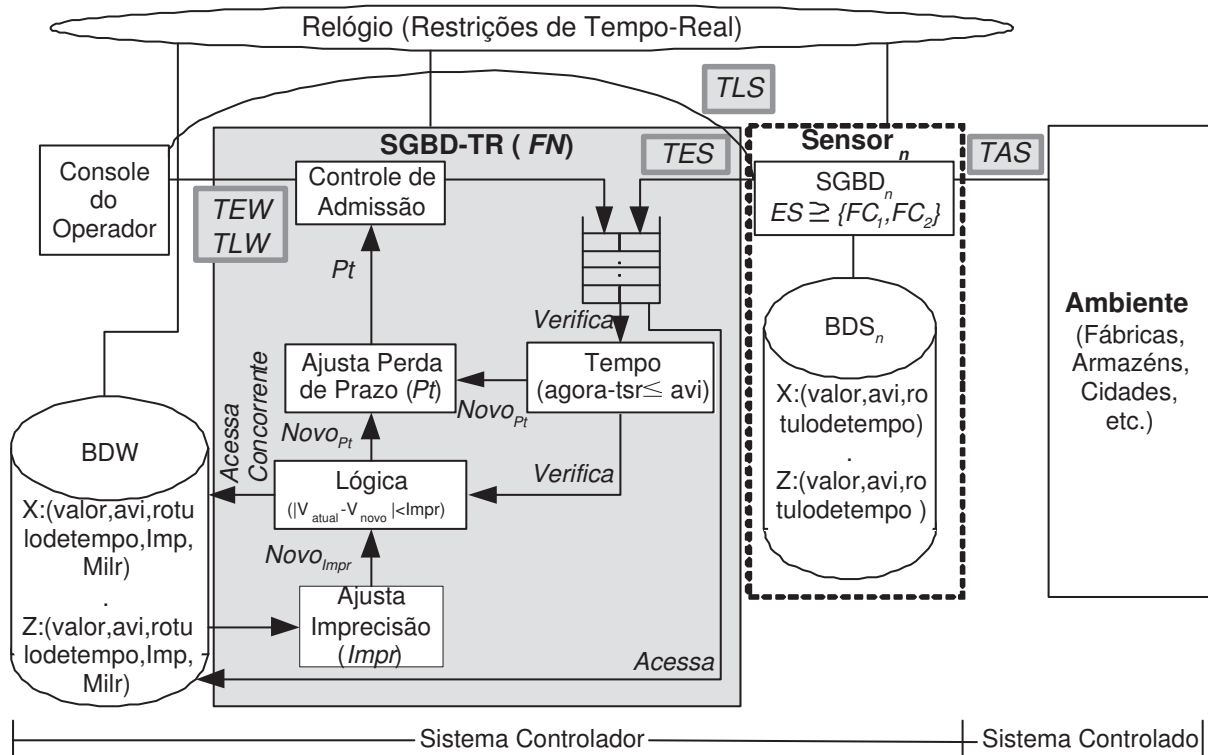 Relógio (Restrições de Tempo-Real)
TLS
SGBD-TR ( FN)
TES
Sensor n
TAS
Console
do
Operador
TEW
TLW
Controle de
Admissão
SGBDn
ES ⊇ {FC1,FC2}
Pt
Verifica
Ajusta Perda
de Prazo (Pt)
NovoPt
Tempo
(agora-tsr≤ avi)
BDSn
X:(valor,avi,ro
tulodetempo)
.
Z:(valor,avi,ro
tulodetempo )
Ambiente
(Fábricas,
Armazéns,
Cidades,
etc.)
Acessa
Concorrente
NovoPt
Lógica
(|V atual-V novo |<Impr)
Verifica
BDW
X:(valor,avi,rotu
lodetempo,Imp,
Milr)
.
Z:(valor,avi,rotu
lodetempo,Imp,
Milr)
NovoImpr
Ajusta
Imprecisão
(Impr)
Acessa
Sistema Controlador
Sistema Controlado